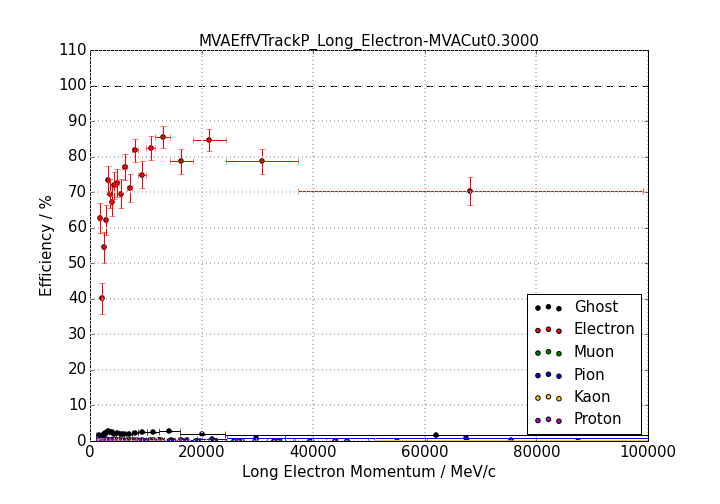 MVAEffVTrackP_Long_Electron-MVACut0.3000
110
100
90
80
70
60
50
40
30
20
10
0
Efficiency / %
Ghost
Electron
Muon
Pion
Kaon
Proton
0 20000 40000 60000 80000 100000
Long Electron Momentum / MeV/c